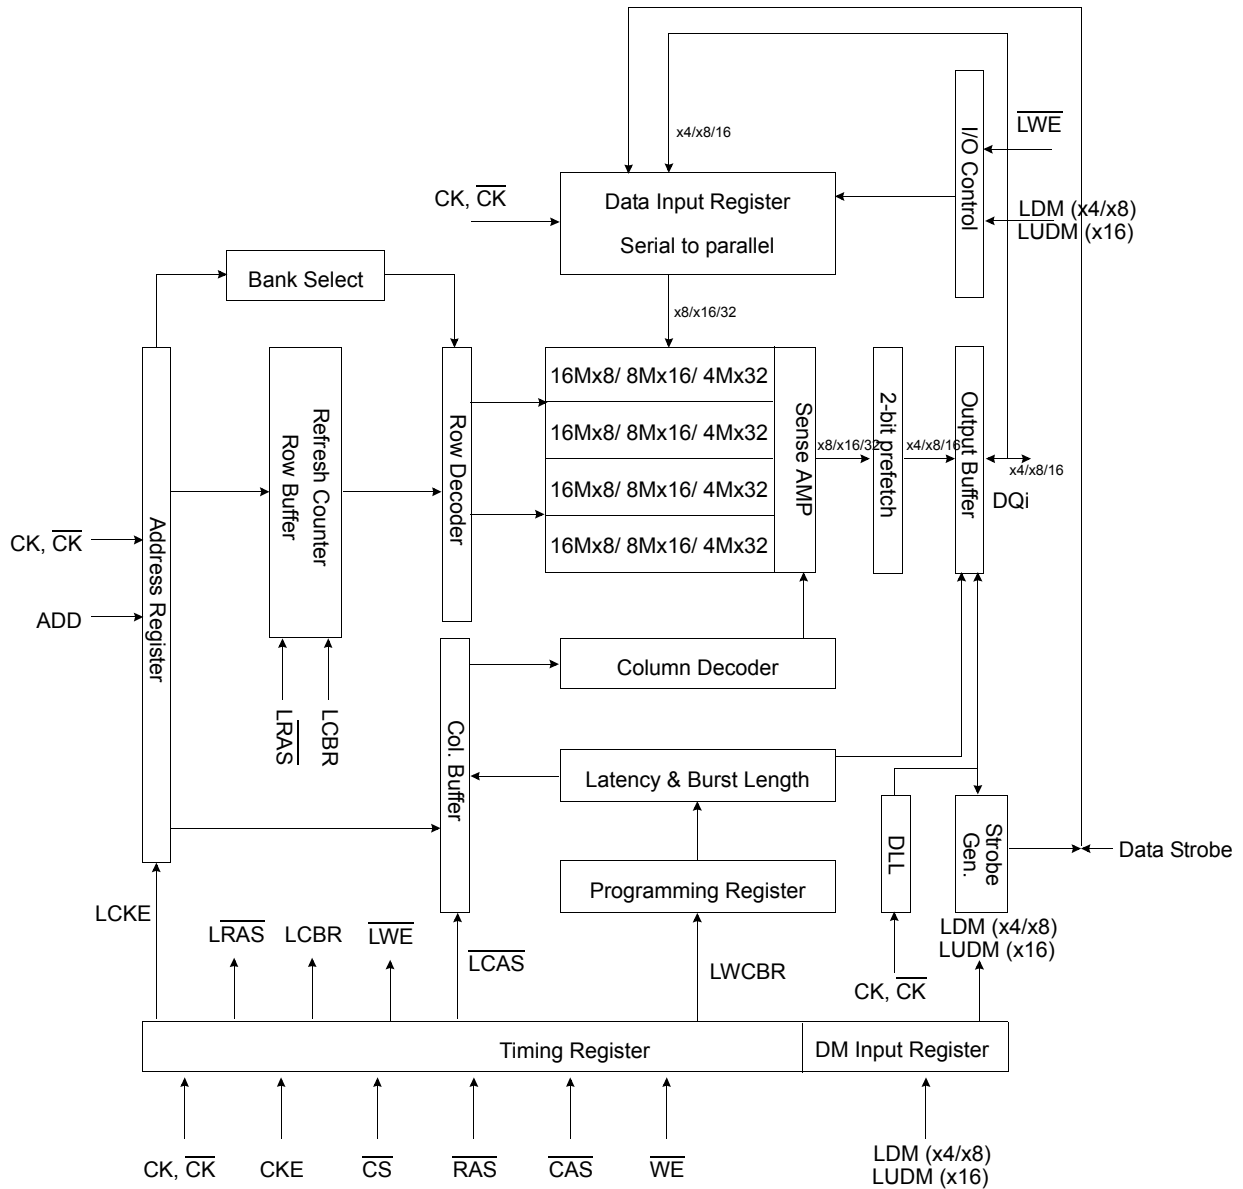 x4/x8/16
LWE
I/O Control
CK, CK
Data Input Register
Serial to parallel
LDM (x4/x8)
LUDM (x16)
Bank Select
x8/x16/32
Address Register
Refresh Counter
Row Buffer
Row Decoder
16Mx8/ 8Mx16/ 4Mx32
16Mx8/ 8Mx16/ 4Mx32
16Mx8/ 8Mx16/ 4Mx32
16Mx8/ 8Mx16/ 4Mx32
Sense AMP
x8/x16/32
2-bit prefetch
x4/x8/16
Output Buffer
x4/x8/16
DQi
CK, CK
ADD
LRAS
LCBR
Col. Buffer
Column Decoder
Latency & Burst Length
DLL
Strobe
Gen.
Data Strobe
Programming Register
LCKE
LRAS
LCBR
LWE
LCAS
LWCBR
CK, CK
LDM (x4/x8)
LUDM (x16)
Timing Register
DM Input Register
CK, CK
CKE
CS
RAS
CAS
WE
LDM (x4/x8)
LUDM (x16)